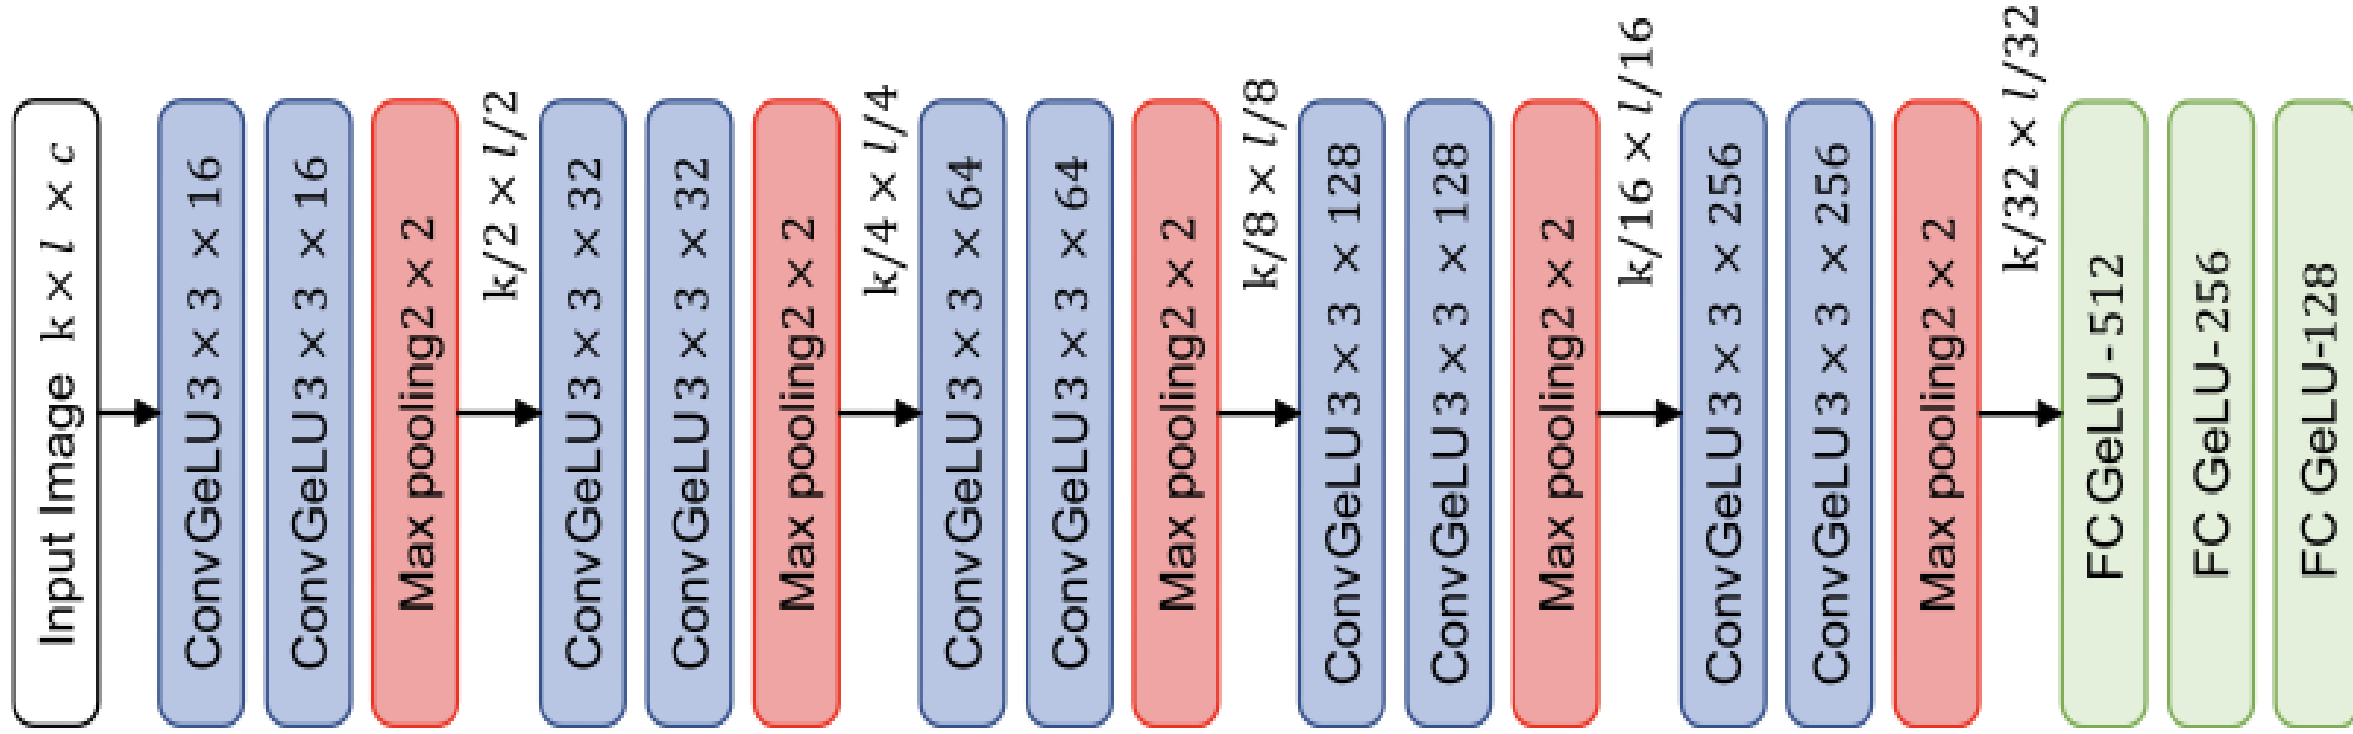 Input Image k × l × c
ConvGeLU 3 × 3 × 16
ConvGeLU 3 × 3 × 16
Max pooling2 × 2
k/2 × l/2
ConvGeLU 3 × 3 × 32
ConvGeLU 3 × 3 × 32
Max pooling2 × 2
k/4 × l/4
ConvGeLU 3 × 3 × 64
ConvGeLU 3 × 3 × 64
Max pooling2 × 2
k/8 × l/8
ConvGeLU 3 × 3 × 128
ConvGeLU 3 × 3 × 128
Max pooling2 × 2
k/16 × l/16
ConvGeLU 3 × 3 × 256
ConvGeLU 3 × 3 × 256
Max pooling2 × 2
k/32 × l/32
FC GeLU-512
FC GeLU-256
FC GeLU-128